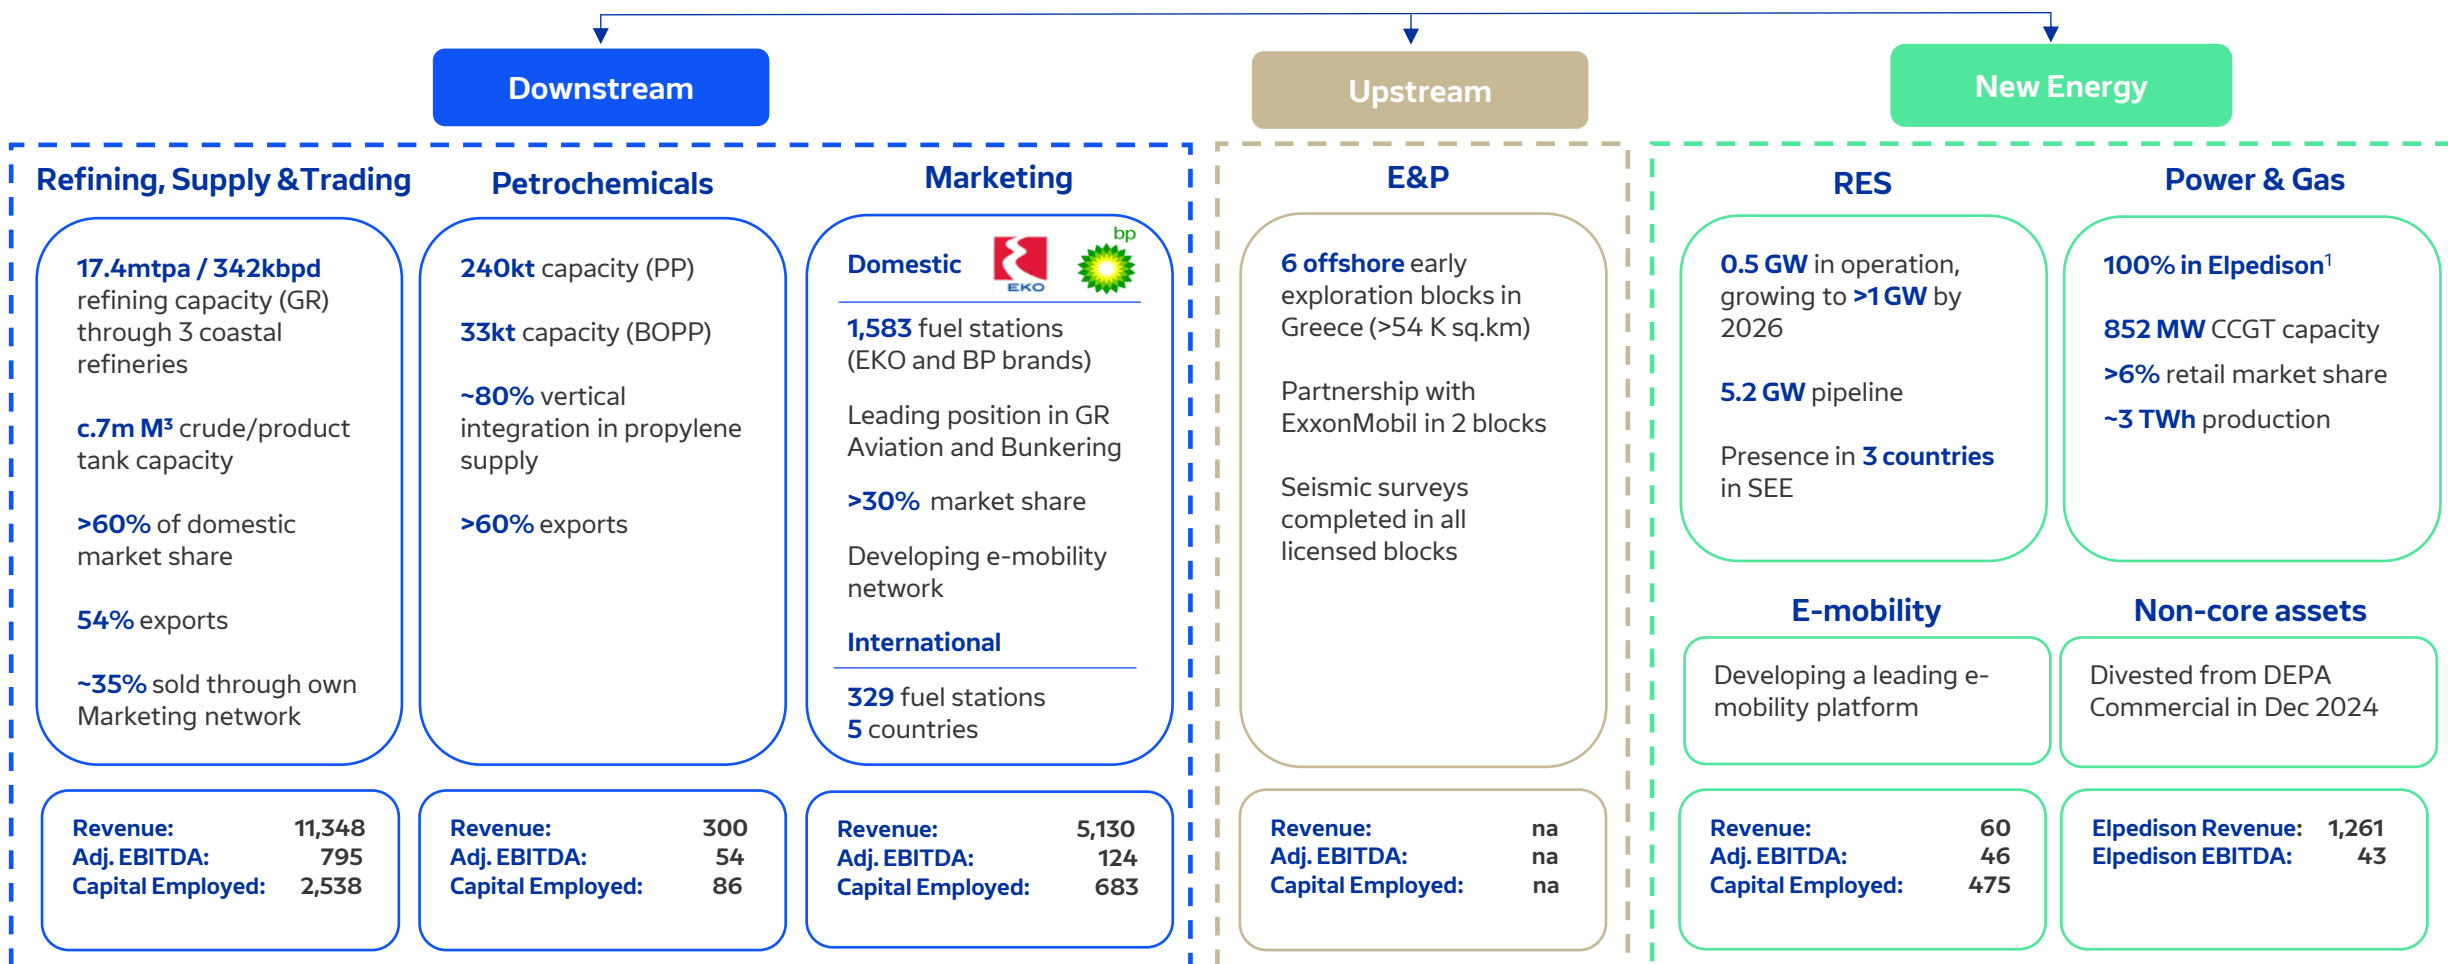 Downstream
Upstream
New Energy
Refining, Supply &Trading
17.4mtpa / 342kbpd
refining capacity (GR)
through 3 coastal
refineries
c.7m M³ crude/product
tank capacity
>60% of domestic
market share
54% exports
~35% sold through own
Marketing network
Revenue: 11,348
Adj. EBITDA: 795
Capital Employed: 2,538
Petrochemicals
240kt capacity (PP)
33kt capacity (BOPP)
~80% vertical
integration in propylene
supply
>60% exports
Revenue: 300
Adj. EBITDA: 54
Capital Employed: 86
Marketing
Domestic
EKO
bp
1,583 fuel stations
(EKO and BP brands)
Leading position in GR
Aviation and Bunkering
>30% market share
Developing e-mobility
network
International
329 fuel stations
5 countries
Revenue: 5,130
Adj. EBITDA: 124
Capital Employed: 683
E&P
6 offshore early
exploration blocks in
Greece (>54 K sq.km)
Partnership with
ExxonMobil in 2 blocks
Seismic surveys
completed in all
licensed blocks
Revenue: na
Adj. EBITDA: na
Capital Employed: na
RES
0.5 GW in operation,
growing to >1 GW by
2026
5.2 GW pipeline
Presence in 3 countries
in SEE
Power & Gas
100% in Elpedison¹
852 MW CCGT capacity
>6% retail market share
~3 TWh production
E-mobility
Developing a leading e-
mobility platform
Non-core assets
Divested from DEPA
Commercial in Dec 2024
Revenue: 60
Adj. EBITDA: 46
Capital Employed: 475
Elpedison Revenue: 1,261
Elpedison EBITDA: 43